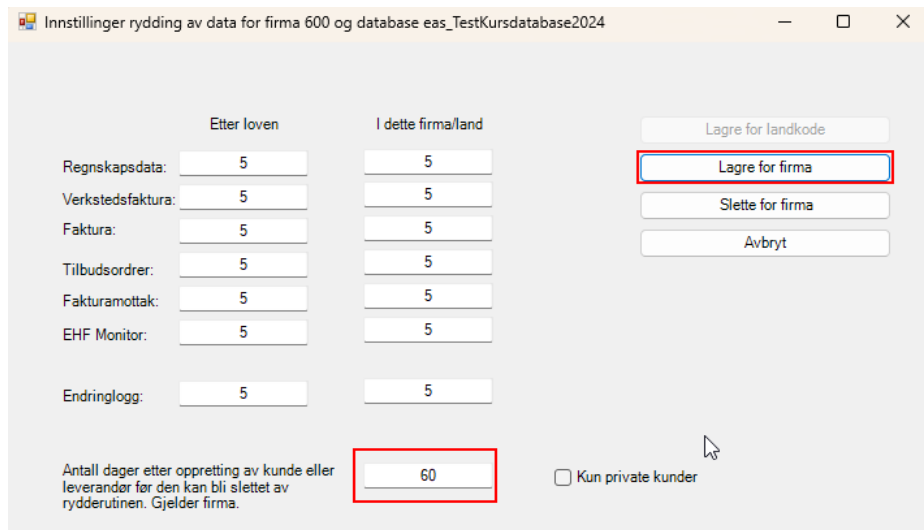 Innstillinger rydding av data for firma 600 og database eas_TestKursdatabase2024
Etter loven I dette firma/land
Lagre for landkode
Regnskapsdata: 5 5
Lagre for firma
Verkstedsfaktura: 5 5
Slette for firma
Faktura: 5 5
Avbryt
Tilbudsordrer: 5 5
Fakturamottak: 5 5
EHF Monitor: 5 5
Endringlogg: 5 5
Antall dager etter oppretting av kunde eller
leverandør før den kan bli slettet av
rydderutinen. Gjelder firma.
60
Kun private kunder